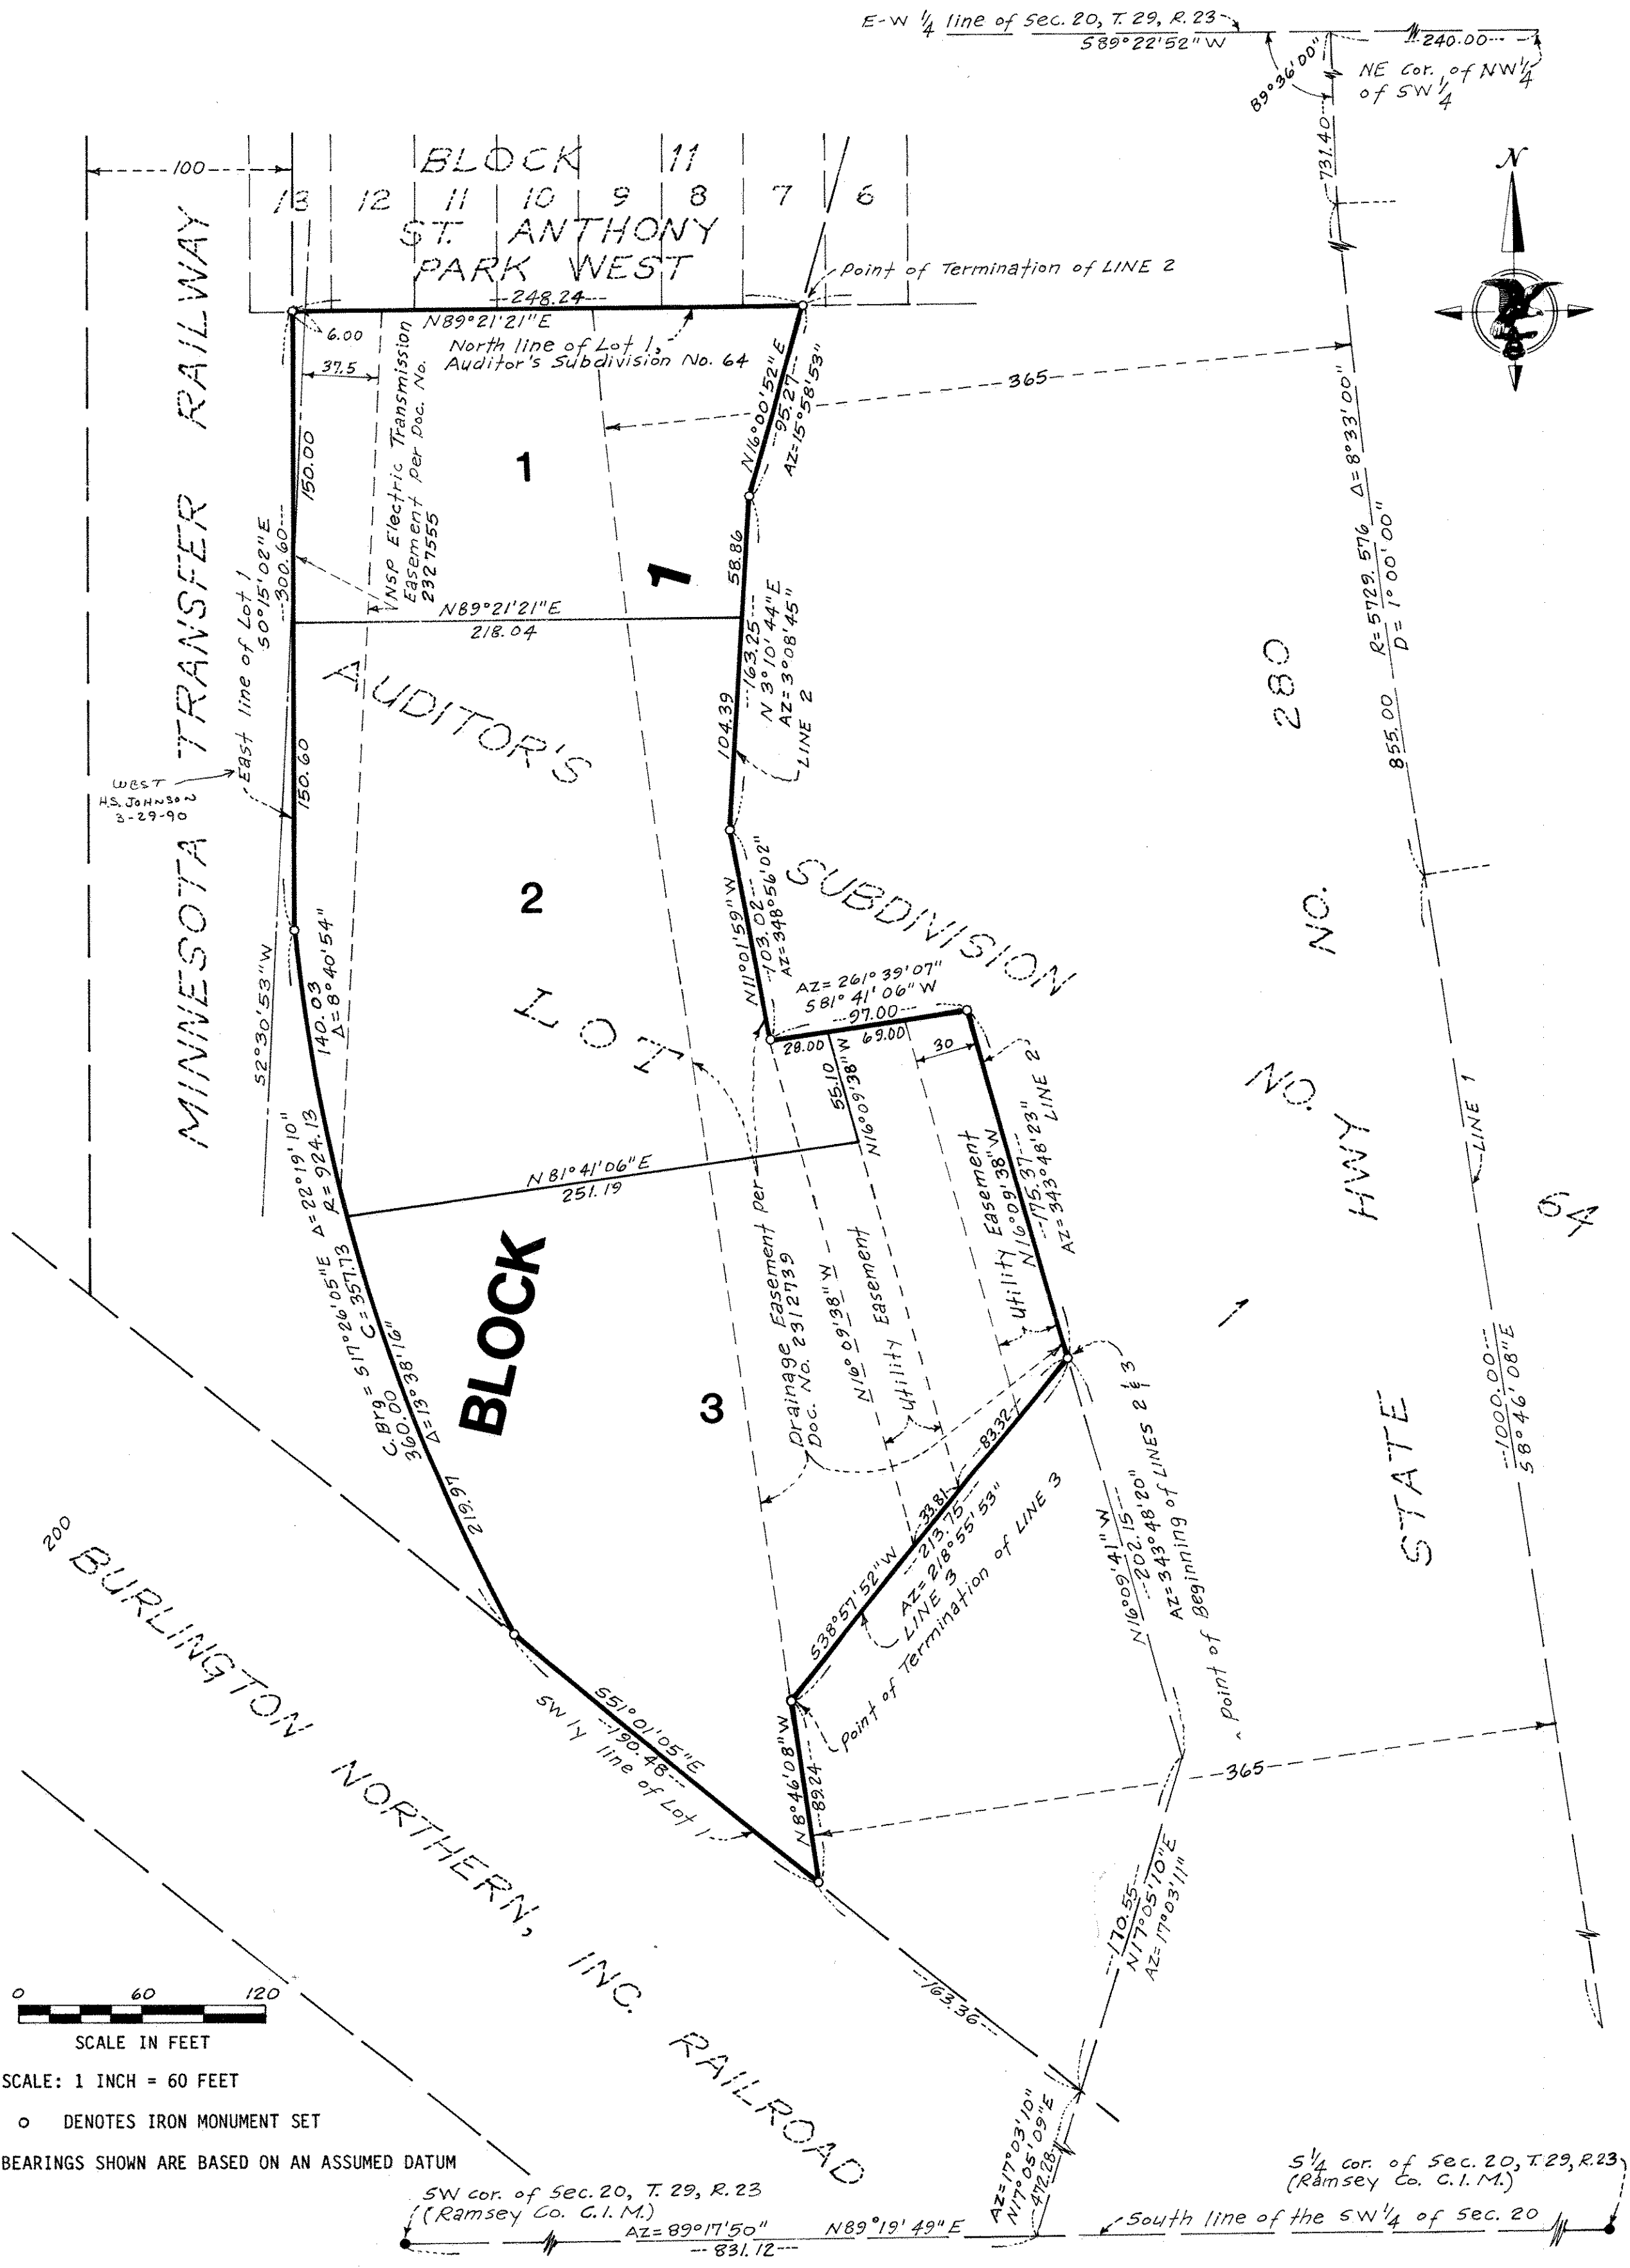 E-W 1/4 line of Sec. 20, T. 29, R. 23
S89°22'52"W
240.00
89°36'00"
NE Cor. of NW 1/4
of SW 1/4
731.40
100
BLOCK 11
13 12 11 10 9 8 7 6
ST. ANTHONY
PARK WEST
N
Point of Termination of LINE 2
248.24
N89°21'21"E
6.00
North line of Lot 1,
Auditor's Subdivision No. 64
37.5
365
N16°00'52"E
95.27
AZ=15°58'53"
NSP Electric Transmission
Easement per Doc. No.
2327555
MINNESOTA TRANSFER RAILWAY
150.00
1
1
58.86
S0°15'02"E
300.60
East line of Lot 1
N89°21'21"E
218.04
163.25
N 3°10'44"E
AZ=3°08'45"
LINE 2
104.39
855.00
R=5729.576 Δ=8°33'00"
D=1°00'00"
AUDITOR'S
150.60
WEST
H.S. JOHNSON
3-29-90
2
N11°01'59"W
103.02
AZ=348°56'02"
SUBDIVISION
NO. 64
STATE HWY NO. 280
S2°30'53"W
140.03
Δ=8°40'54"
LOT 1
AZ=261°39'07"
S81°41'06"W
97.00
28.00
69.00
30
55.10
N16°09'38"W
LINE 2
LINE 1
N16°09'38"W
175.37
AZ=343°48'23"
Utility Easement
N81°41'06"E
251.19
Δ=22°19'10"
R=924.13
C. Brg = S17°26'05"E
C=357.73
360.00
Δ=13°38'16"
219.97
BLOCK
3
Drainage Easement per
Doc. No. 2312739
N16°09'38"W
Utility Easement
83.32
33.81
S38°57'52"W
213.75
AZ=218°55'53"
LINE 3
Point of Termination of LINE 3
N16°09'41"W
202.15
AZ=343°48'20"
Point of Beginning of LINES 2 & 3
1000.00
S8°46'08"E
200
BURLINGTON NORTHERN, INC. RAILROAD
S51°01'05"E
190.48
SW'ly line of Lot 1
N8°46'08"W
89.24
365
170.55
N17°05'10"E
AZ=17°03'11"
163.36
0 60 120
SCALE IN FEET
SCALE: 1 INCH = 60 FEET
o DENOTES IRON MONUMENT SET
BEARINGS SHOWN ARE BASED ON AN ASSUMED DATUM
AZ=17°03'10"
N17°05'09"E
472.28
SW cor. of Sec. 20, T. 29, R. 23
(Ramsey Co. C.I.M.)
AZ=89°17'50" N89°19'49"E
831.12
S 1/4 cor. of Sec. 20, T. 29, R. 23
(Ramsey Co. C.I.M.)
South line of the SW 1/4 of Sec. 20